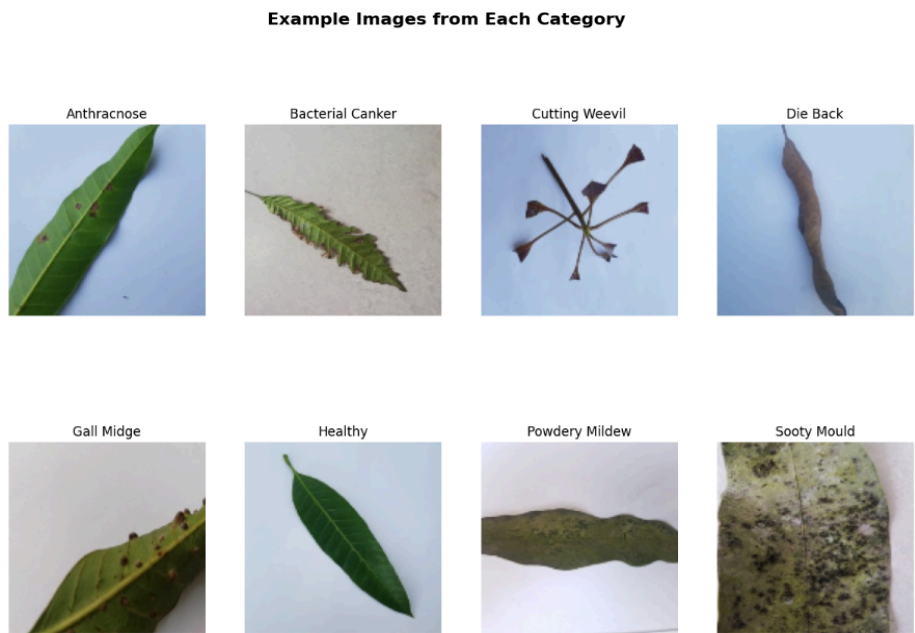 Example Images from Each Category
Anthracnose
Bacterial Canker
Cutting Weevil
Die Back
Gall Midge
Healthy
Powdery Mildew
Sooty Mould